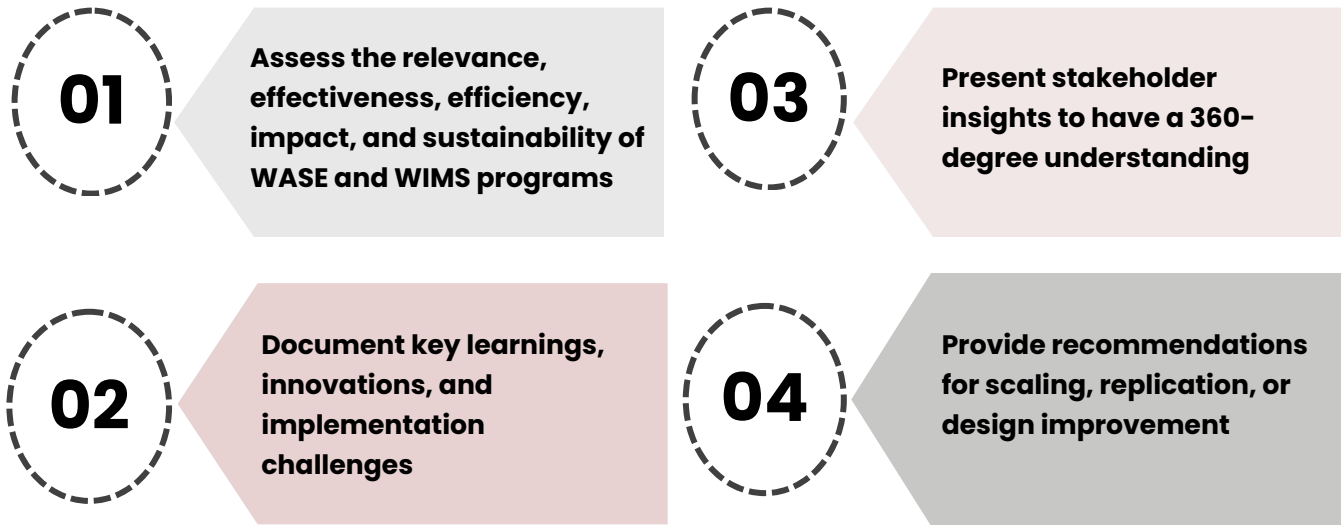 01
Assess the relevance,
effectiveness, efficiency,
impact, and sustainability of
WASE and WIMS programs
02
Document key learnings,
innovations, and
implementation
challenges
03
Present stakeholder
insights to have a 360-
degree understanding
04
Provide recommendations
for scaling, replication, or
design improvement